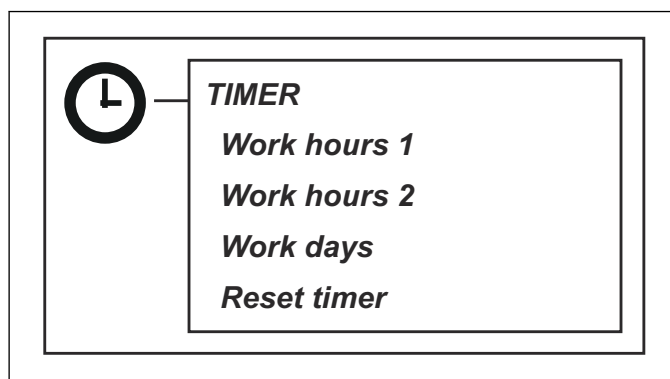 TIMER
Work hours 1
Work hours 2
Work days
Reset timer